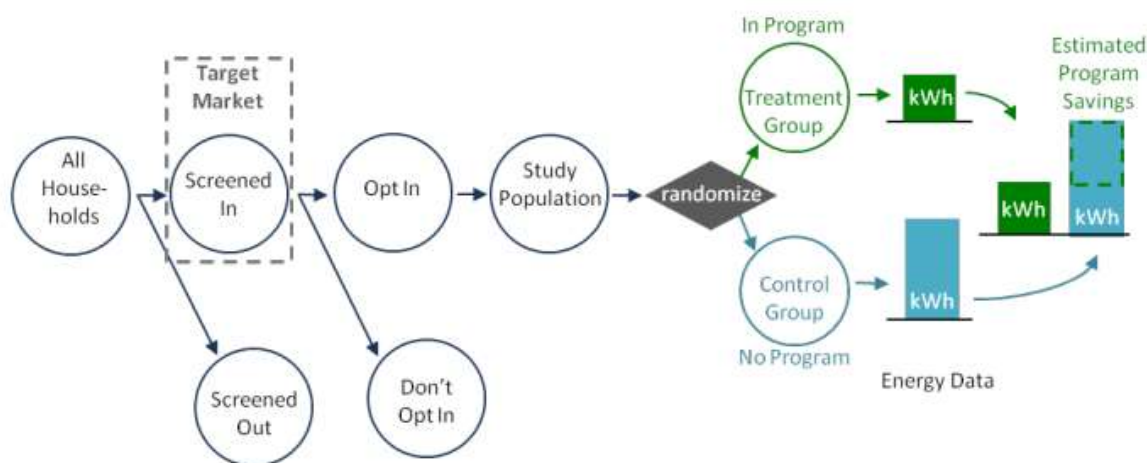 All
House-
holds
Target
Market
Screened
In
Screened
Out
Opt In
Don't
Opt In
Study
Population
randomize
In Program
Treatment
Group
kWh
Control
Group
No Program
kWh
Energy Data
Estimated
Program
Savings
kWh
kWh